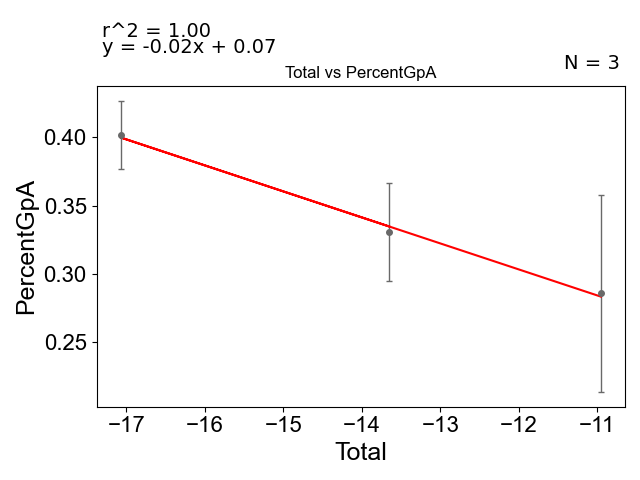 r^2 = 1.00
y = -0.02x + 0.07
N = 3
Total vs PercentGpA
PercentGpA
0.40
0.35
0.30
0.25
−17 −16 −15 −14 −13 −12 −11
Total